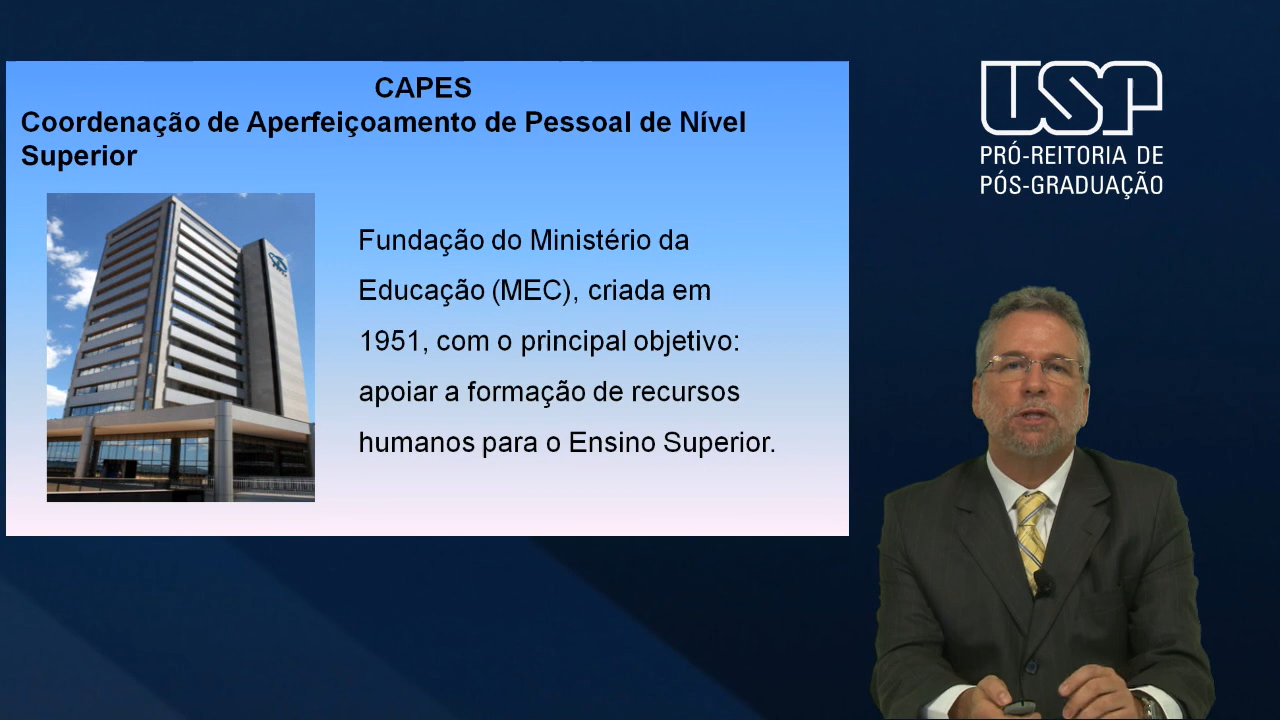 CAPES
Coordenação de Aperfeiçoamento de Pessoal de Nível
Superior
Fundação do Ministério da
Educação (MEC), criada em
1951, com o principal objetivo:
apoiar a formação de recursos
humanos para o Ensino Superior.
USP
PRÓ-REITORIA DE
PÓS-GRADUAÇÃO